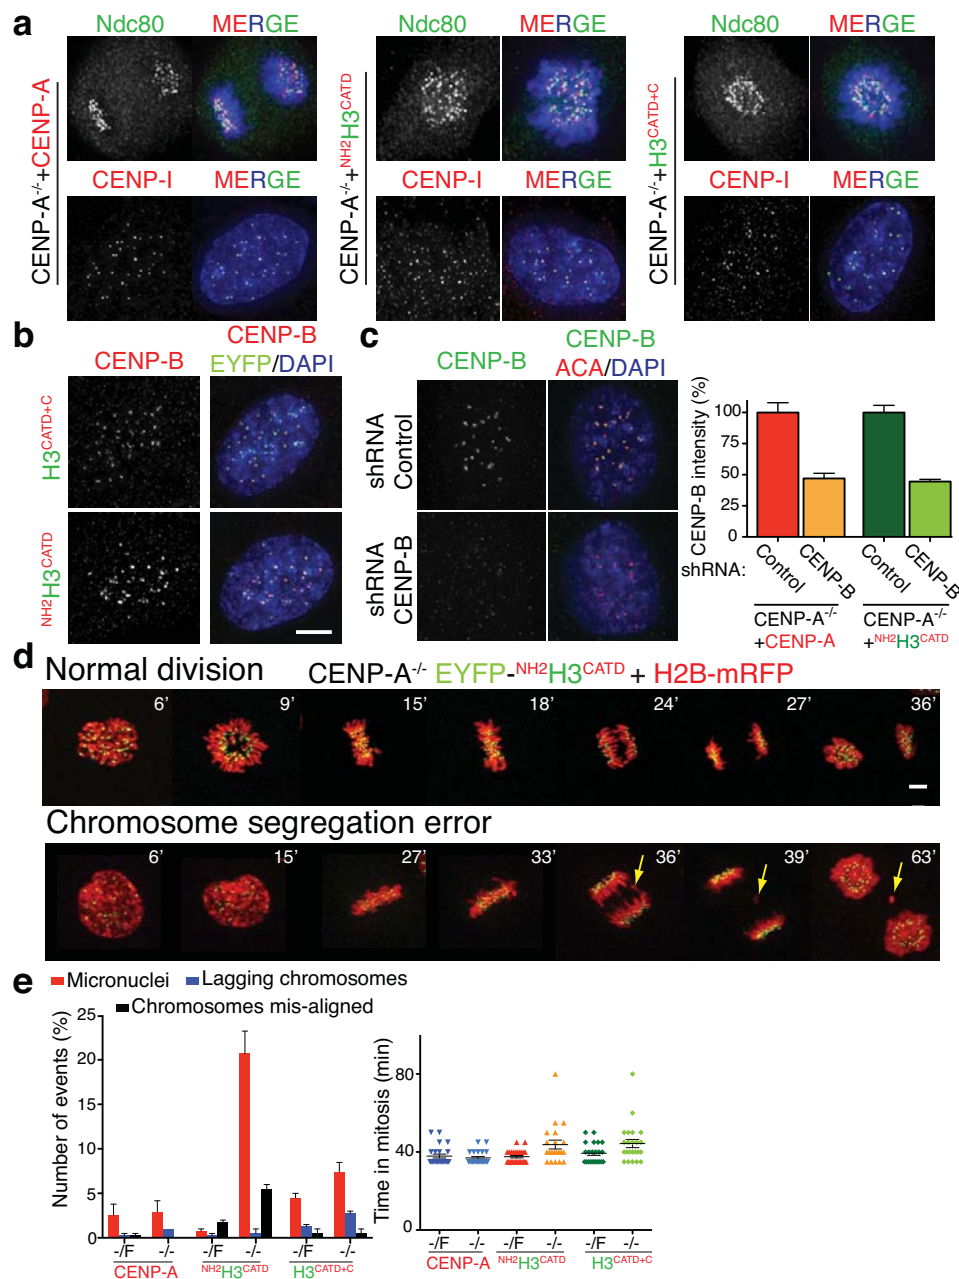 a
Ndc80 MERGE
CENP-A-/-+CENP-A
CENP-I MERGE
Ndc80 MERGE
CENP-A-/-+NH2H3CATD
CENP-I MERGE
Ndc80 MERGE
CENP-A-/-+H3CATD+C
CENP-I MERGE
b
CENP-B
CENP-B
EYFP/DAPI
H3CATD+C
NH2H3CATD
c
CENP-B
CENP-B
ACA/DAPI
shRNA
Control
shRNA
CENP-B
CENP-B intensity (%)
100
75
50
25
0
shRNA:
Control
CENP-B
Control
CENP-B
CENP-A-/-
+CENP-A
CENP-A-/-
+NH2H3CATD
d
Normal division CENP-A-/- EYFP-NH2H3CATD + H2B-mRFP
6' 9' 15' 18' 24' 27' 36'
Chromosome segregation error
6' 15' 27' 33' 36' 39' 63'
e
Micronuclei Lagging chromosomes
Chromosomes mis-aligned
Number of events (%)
25
20
15
10
5
0
-/F -/- -/F -/- -/F -/-
CENP-A NH2H3CATD H3CATD+C
Time in mitosis (min)
80
40
0
-/F -/- -/F -/- -/F -/-
CENP-A NH2H3CATD H3CATD+C